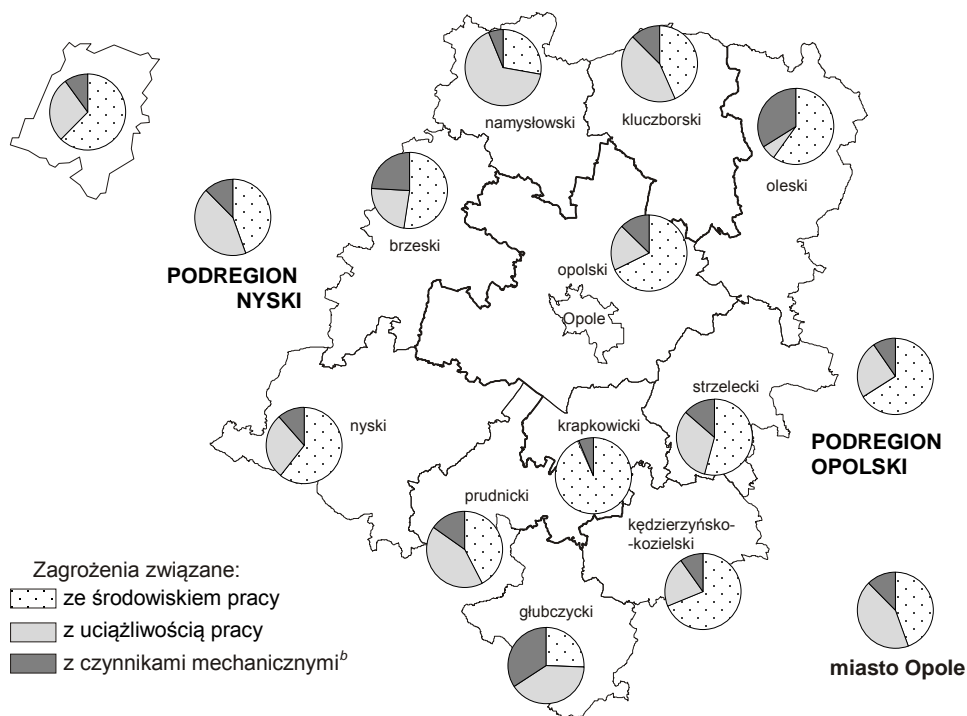 namysłowski
kluczborski
oleski
brzeski
PODREGION
NYSKI
opolski
Opole
strzelecki
nyski
krapkowicki
PODREGION
OPOLSKI
prudnicki
kędzierzyńsko-
-kozielski
Zagrożenia związane:
ze środowiskiem pracy
głubczycki
z uciążliwością pracy
z czynnikami mechanicznymi b
miasto Opole